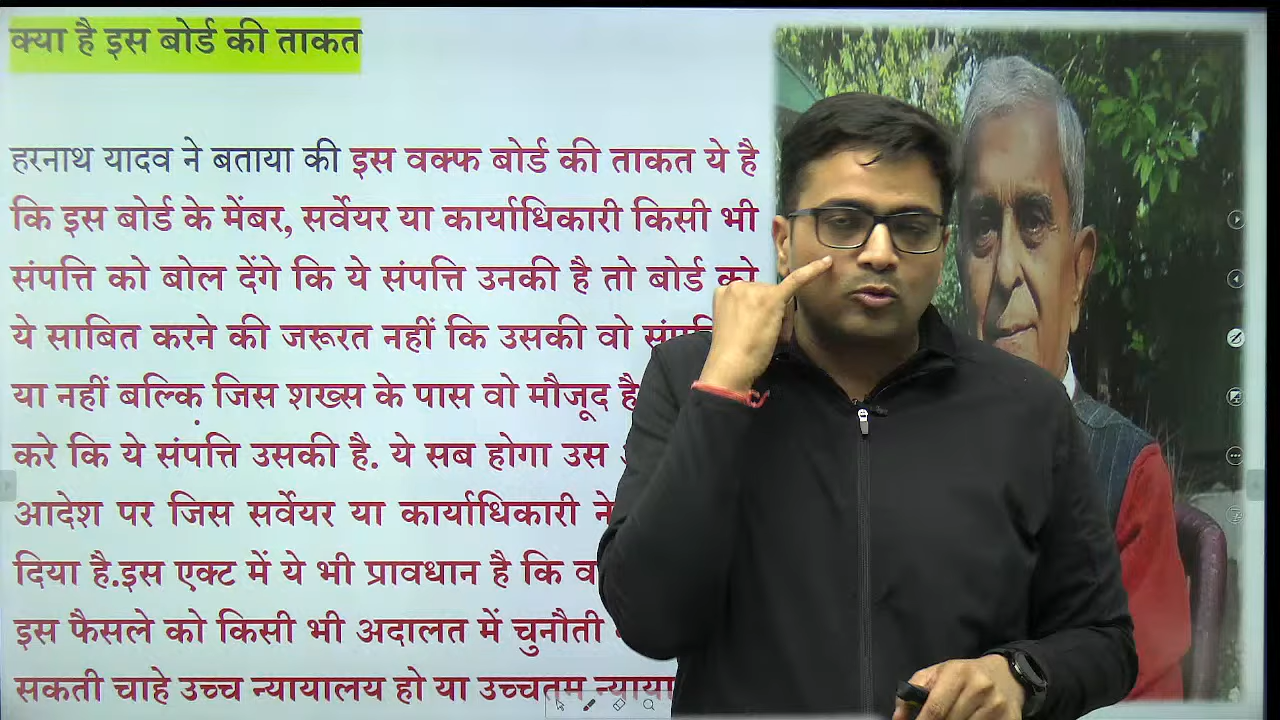 क्या है इस बोर्ड की ताकत
हरनाथ यादव ने बताया की इस वक्फ बोर्ड की ताकत ये है
कि इस बोर्ड के मेंबर, सर्वेयर या कार्याधिकारी किसी भी
संपत्ति को बोल देंगे कि ये संपत्ति उनकी है तो बोर्ड को
ये साबित करने की जरूरत नहीं कि उसकी वो
या नहीं बल्कि जिस शख्स के पास वो मौजूद है
करे कि ये संपत्ति उसकी है. ये सब होगा उस
आदेश पर जिस सर्वेयर या कार्याधिकारी ने
दिया है.इस एक्ट में ये भी प्रावधान है कि
इस फैसले को किसी भी अदालत में चुनौती
सकती चाहे उच्च न्यायालय हो या उच्चतम